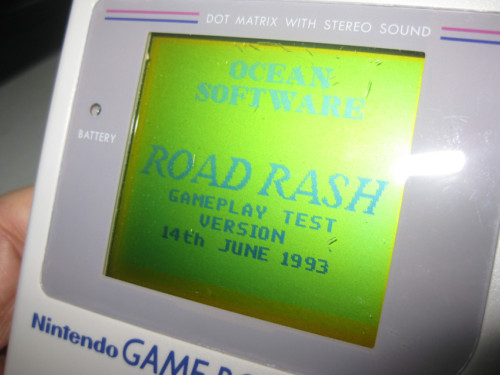 DOT MATRIX WITH STEREO SOUND
BATTERY
OCEAN
SOFTWARE
ROAD RASH
GAMEPLAY TEST
VERSION
14th JUNE 1993
Nintendo GAME